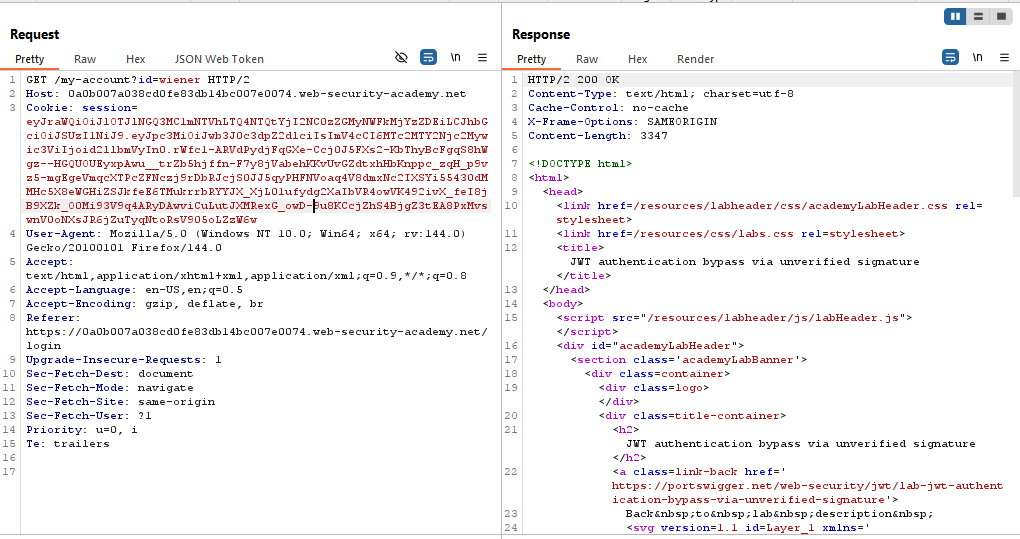 Request
Pretty Raw Hex JSON Web Token
\n
1 GET /my-account?id=wiener HTTP/2
2 Host: 0a0b007a038cd0fe83db14bc007e0074.web-security-academy.net
3 Cookie: session=
4 User-Agent: Mozilla/5.0 (Windows NT 10.0; Win64; x64; rv:144.0)
Gecko/20100101 Firefox/144.0
5 Accept:
text/html,application/xhtml+xml,application/xml;q=0.9,*/*;q=0.8
6 Accept-Language: en-US,en;q=0.5
7 Accept-Encoding: gzip, deflate, br
8 Referer:
https://0a0b007a038cd0fe83db14bc007e0074.web-security-academy.net/
login
9 Upgrade-Insecure-Requests: 1
10 Sec-Fetch-Dest: document
11 Sec-Fetch-Mode: navigate
12 Sec-Fetch-Site: same-origin
13 Sec-Fetch-User: ?1
14 Priority: u=0, i
15 Te: trailers
16
17
Response
Pretty Raw Hex Render
\n
1 HTTP/2 200 OK
2 Content-Type: text/html; charset=utf-8
3 Cache-Control: no-cache
4 X-Frame-Options: SAMEORIGIN
5 Content-Length: 3347
6
7 <!DOCTYPE html>
8 <html>
9 <head>
10 <link href=/resources/labheader/css/academyLabHeader.css rel=
stylesheet>
11 <link href=/resources/css/labs.css rel=stylesheet>
12 <title>
JWT authentication bypass via unverified signature
</title>
13 </head>
14 <body>
15 <script src="/resources/labheader/js/labHeader.js">
</script>
16 <div id="academyLabHeader">
17 <section class='academyLabBanner'>
18 <div class=container>
19 <div class=logo>
</div>
20 <div class=title-container>
21 <h2>
JWT authentication bypass via unverified signature
</h2>
22 <a class=link-back href='
https://portswigger.net/web-security/jwt/lab-jwt-authent
ication-bypass-via-unverified-signature'>
23 Back&nbsp;to&nbsp;lab&nbsp;description&nbsp;
24 <svg version=1.1 id=Layer_1 xmlns='